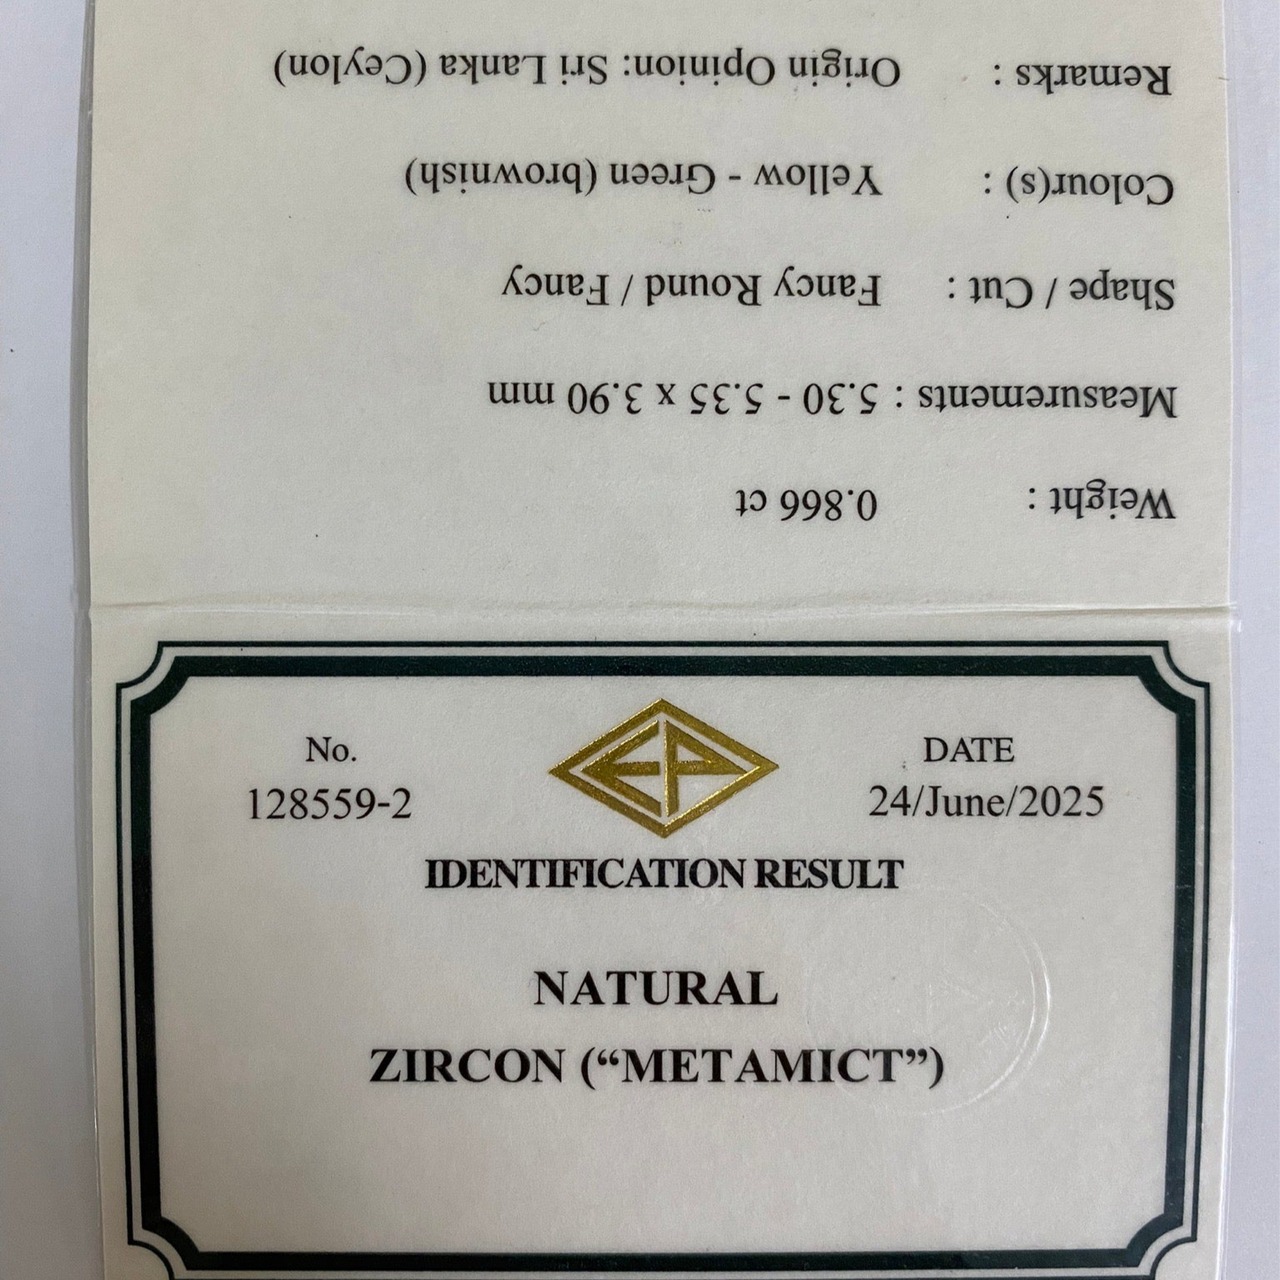 Weight : 0.866 ct
Measurements : 5.30 - 5.35 x 3.90 mm
Shape / Cut : Fancy Round / Fancy
Colour(s) : Yellow - Green (brownish)
Remarks : Origin Opinion: Sri Lanka (Ceylon)
No.
128559-2
EP
DATE
24/June/2025
IDENTIFICATION RESULT
NATURAL
ZIRCON (“METAMICT”)